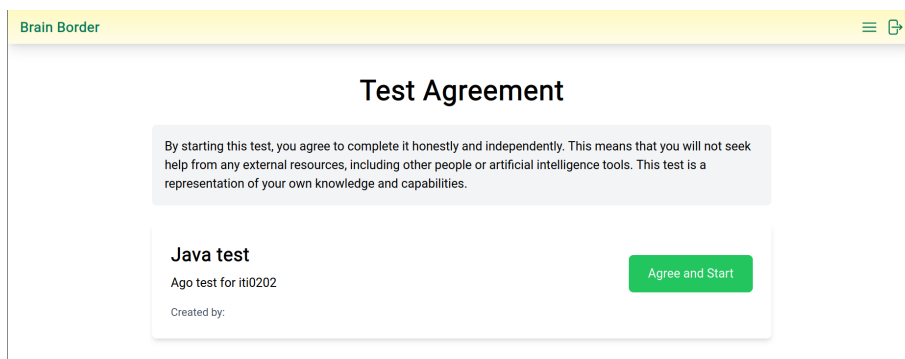 Brain Border
Test Agreement
By starting this test, you agree to complete it honestly and independently. This means that you will not seek
help from any external resources, including other people or artificial intelligence tools. This test is a
representation of your own knowledge and capabilities.
Java test
Ago test for iti0202
Created by:
Agree and Start